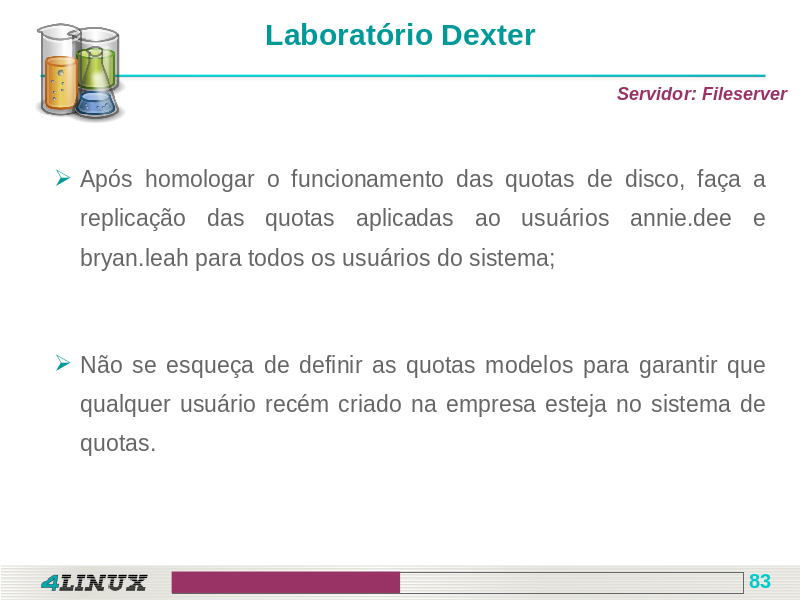 Laboratório Dexter
Servidor: Fileserver
Após homologar o funcionamento das quotas de disco, faça a
replicação das quotas aplicadas ao usuários annie.dee e
bryan.leah para todos os usuários do sistema;
Não se esqueça de definir as quotas modelos para garantir que
qualquer usuário recém criado na empresa esteja no sistema de
quotas.
4LINUX
83